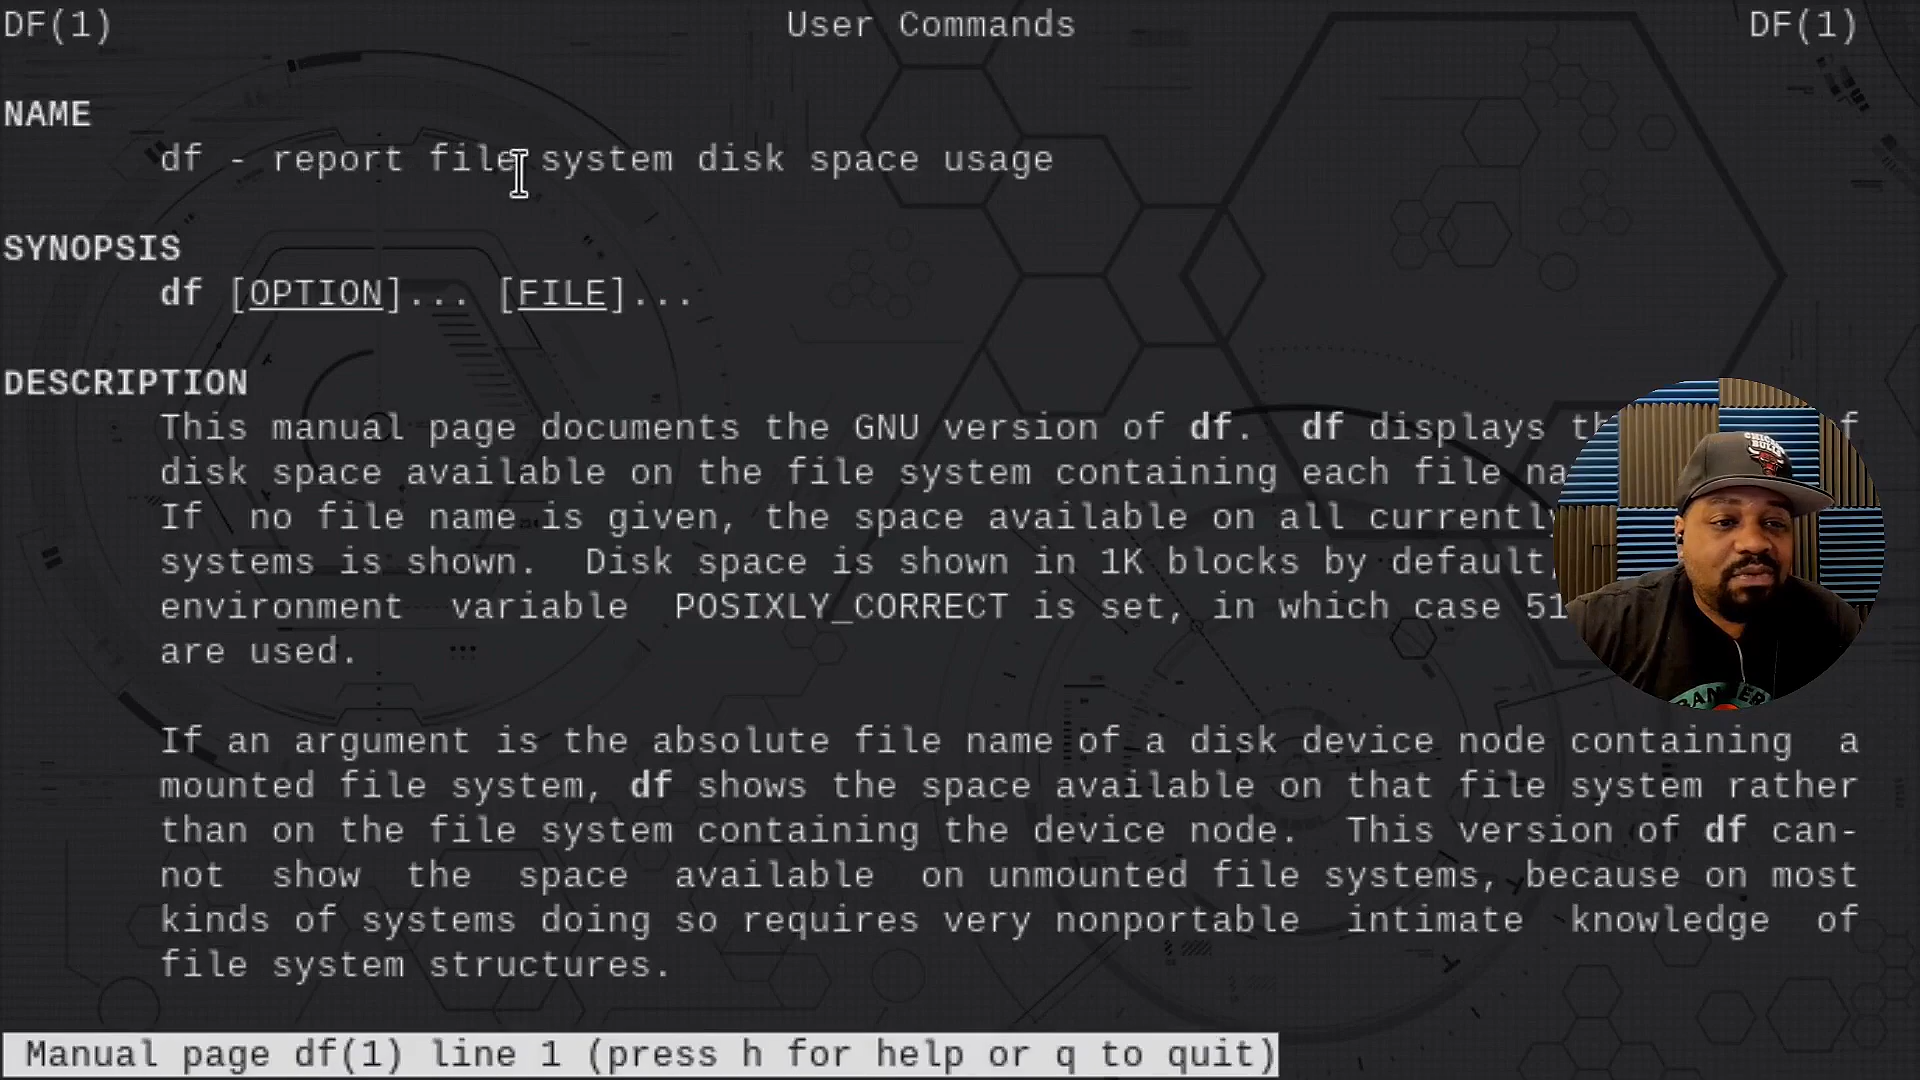 DF(1) User Commands DF(1)
NAME
df - report file system disk space usage
SYNOPSIS
df [OPTION]... [FILE]...
DESCRIPTION
This manual page documents the GNU version of df. df displays
disk space available on the file system containing each file
If no file name is given, the space available on all currently
systems is shown. Disk space is shown in 1K blocks by default,
environment variable POSIXLY_CORRECT is set, in which case
are used.
If an argument is the absolute file name of a disk device node containing a
mounted file system, df shows the space available on that file system rather
than on the file system containing the device node. This version of df can-
not show the space available on unmounted file systems, because on most
kinds of systems doing so requires very nonportable intimate knowledge of
file system structures.
CHICAGO BULLS
Manual page df(1) line 1 (press h for help or q to quit)